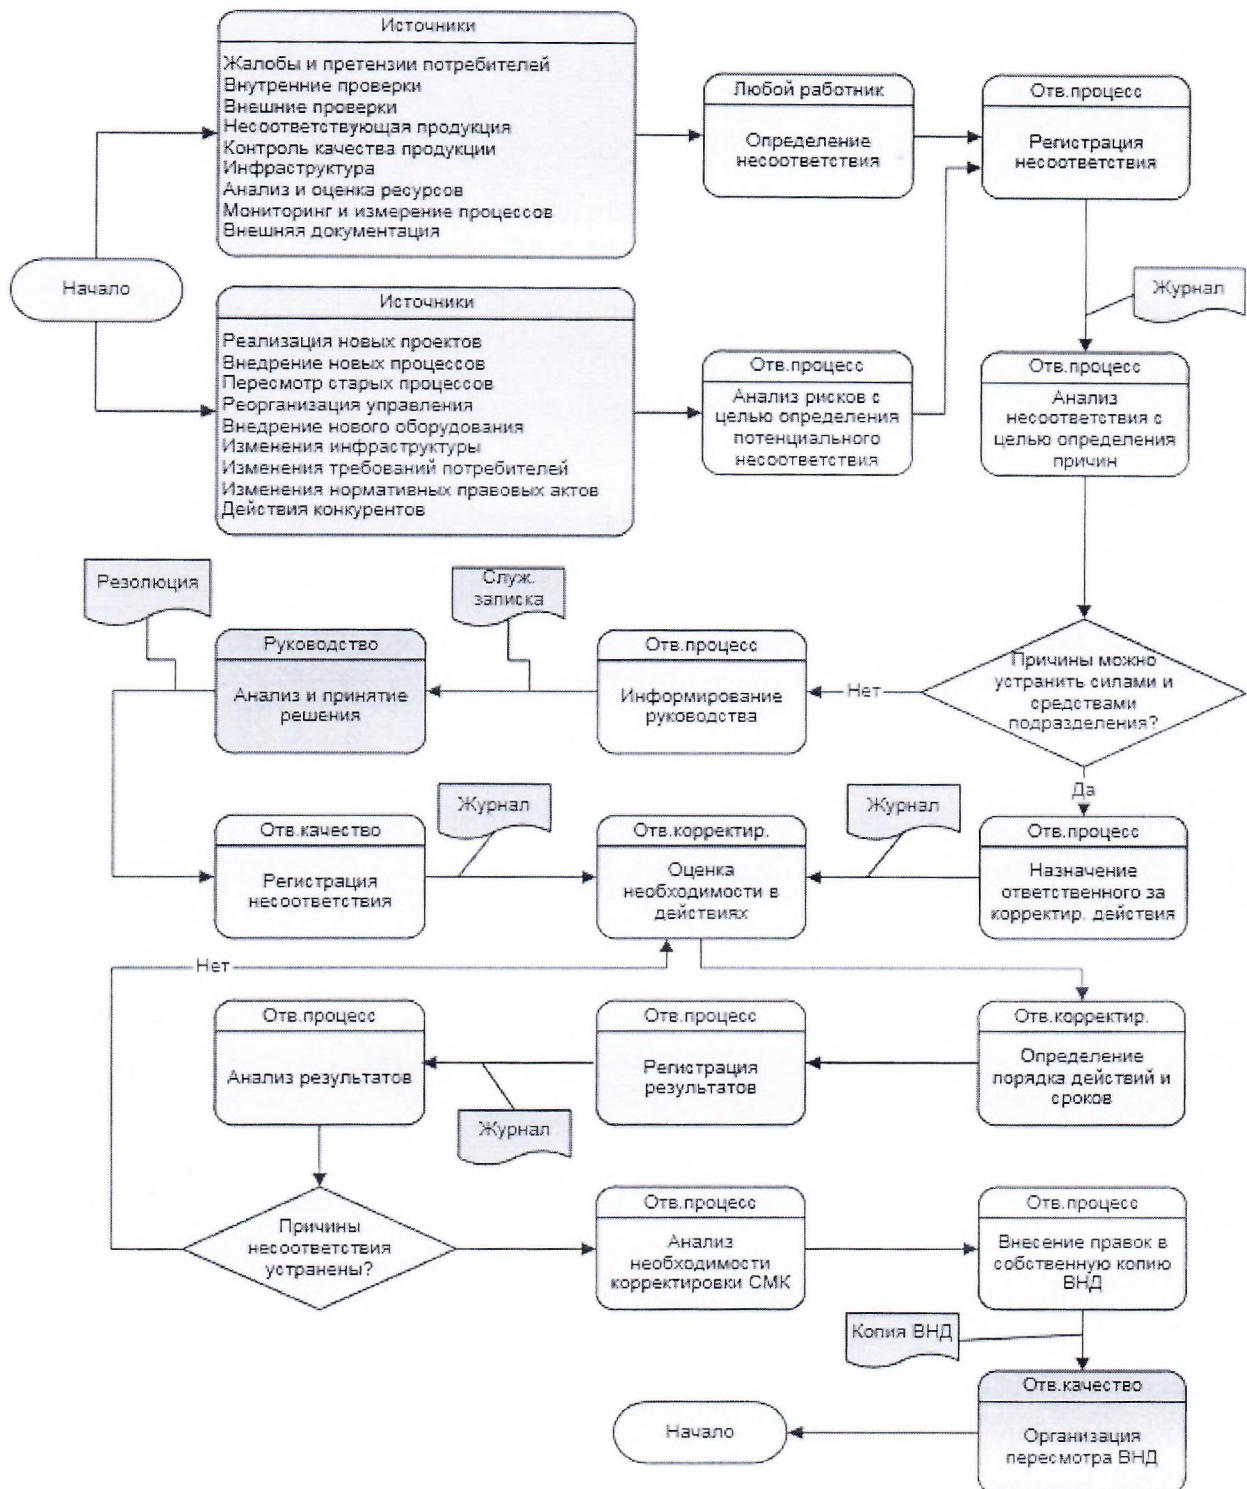 Источники
Жалобы и претензии потребителей
Внутренние проверки
Внешние проверки
Несоответствующая продукция
Контроль качества продукции
Инфраструктура
Анализ и оценка ресурсов
Мониторинг и измерение процессов
Внешняя документация
Любой работник
Определение
несоответствия
Отв.процесс
Регистрация
несоответствия
Начало
Журнал
Источники
Реализация новых проектов
Внедрение новых процессов
Пересмотр старых процессов
Реорганизация управления
Внедрение нового оборудования
Изменения инфраструктуры
Изменения требований потребителей
Изменения нормативных правовых актов
Действия конкурентов
Отв.процесс
Анализ рисков с
целью определения
потенциального
несоответствия
Отв.процесс
Анализ
несоответствия с
целью определения
причин
Резолюция
Служ.
записка
Руководство
Анализ и принятие
решения
Отв.процесс
Информирование
руководства
Нет
Причины можно
устранить силами и
средствами
подразделения?
Да
Отв.качество
Регистрация
несоответствия
Журнал
Отв.корректир.
Оценка
необходимости в
действиях
Журнал
Отв.процесс
Назначение
ответственного за
корректир. действия
Нет
Отв.процесс
Анализ результатов
Журнал
Отв.процесс
Регистрация
результатов
Отв.корректир.
Определение
порядка действий и
сроков
Причины
несоответствия
устранены?
Отв.процесс
Анализ
необходимости
корректировки СМК
Отв.процесс
Внесение правок в
собственную копию
ВНД
Копия ВНД
Отв.качество
Организация
пересмотра ВНД
Начало